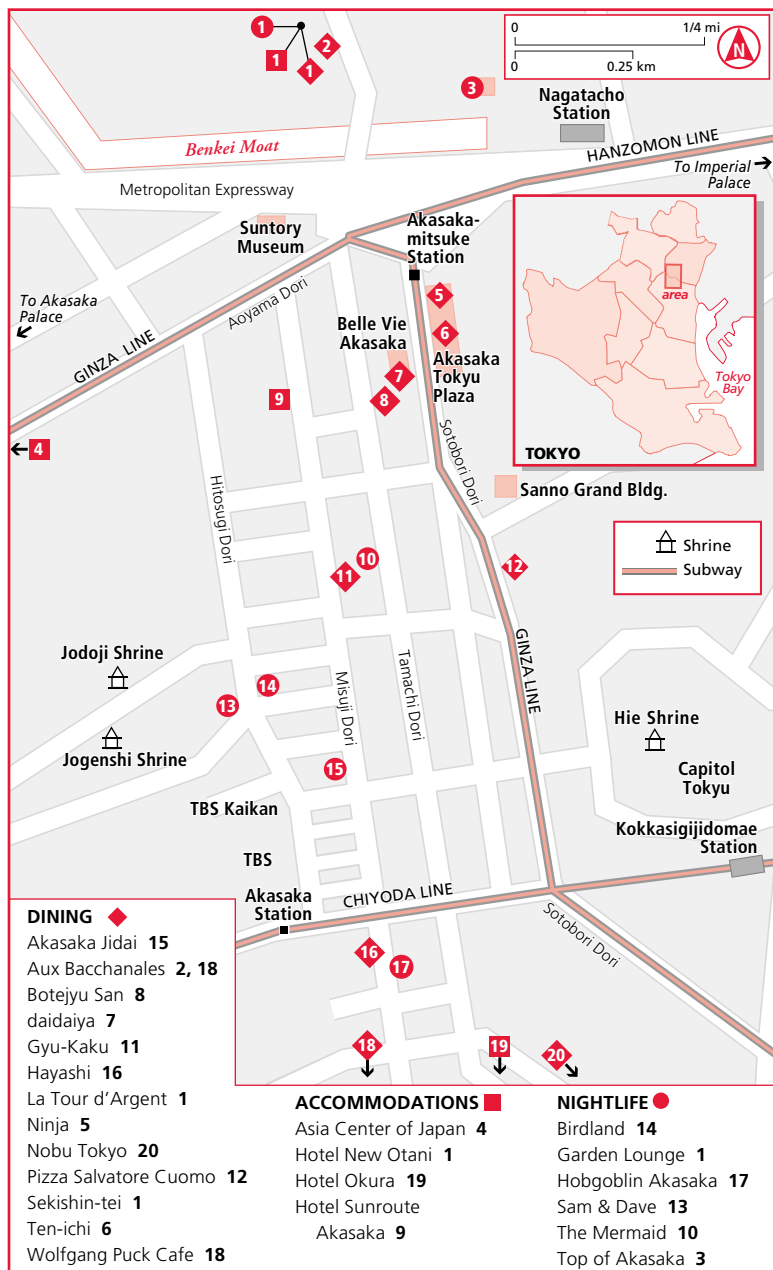 1
1
1
2
3
0
1/4 mi
0
0.25 km
N
Nagatacho
Station
Benkei Moat
HANZOMON LINE
To Imperial
Palace
Metropolitan Expressway
Suntory
Museum
Akasaka-
mitsuke
Station
To Akasaka
Palace
Aoyama Dori
GINZA LINE
Belle Vie
Akasaka
5
6
Akasaka
Tokyu
Plaza
7
8
9
4
area
Tokyo
Bay
TOKYO
Sotobori Dori
Hitosugi Dori
Sanno Grand Bldg.
Shrine
Subway
10
11
12
GINZA LINE
Jodoji Shrine
14
13
Misuji Dori
Tamachi Dori
Jogenshi Shrine
15
Hie Shrine
Capitol
Tokyu
TBS Kaikan
TBS
Kokkasigijidomae
Station
Akasaka
Station
CHIYODA LINE
Sotobori Dori
16
17
18
19
20
DINING
Akasaka Jidai 15
Aux Bacchanales 2, 18
Botejyu San 8
daidaiya 7
Gyu-Kaku 11
Hayashi 16
La Tour d’Argent 1
Ninja 5
Nobu Tokyo 20
Pizza Salvatore Cuomo 12
Sekishin-tei 1
Ten-ichi 6
Wolfgang Puck Cafe 18
ACCOMMODATIONS
Asia Center of Japan 4
Hotel New Otani 1
Hotel Okura 19
Hotel Sunroute
Akasaka 9
NIGHTLIFE
Birdland 14
Garden Lounge 1
Hobgoblin Akasaka 17
Sam & Dave 13
The Mermaid 10
Top of Akasaka 3